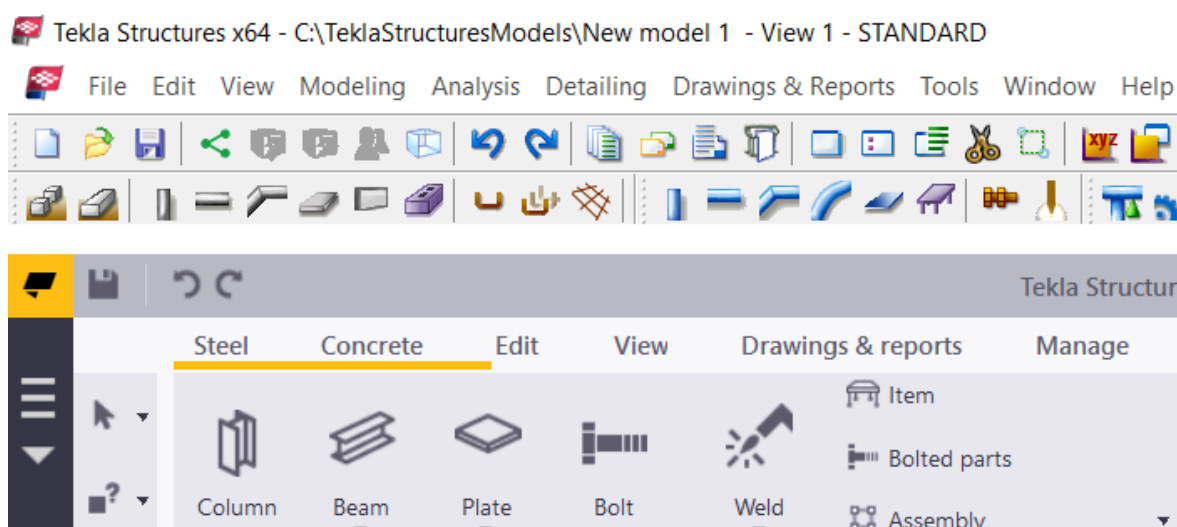 Tekla Structures x64 - C:\TeklaStructuresModels\New model 1 - View 1 - STANDARD
File Edit View Modeling Analysis Detailing Drawings & Reports Tools Window Help
xyz
Tekla Structur
Steel Concrete Edit View Drawings & reports Manage
Item
Bolted parts
?
Column Beam Plate Bolt Weld Assembly